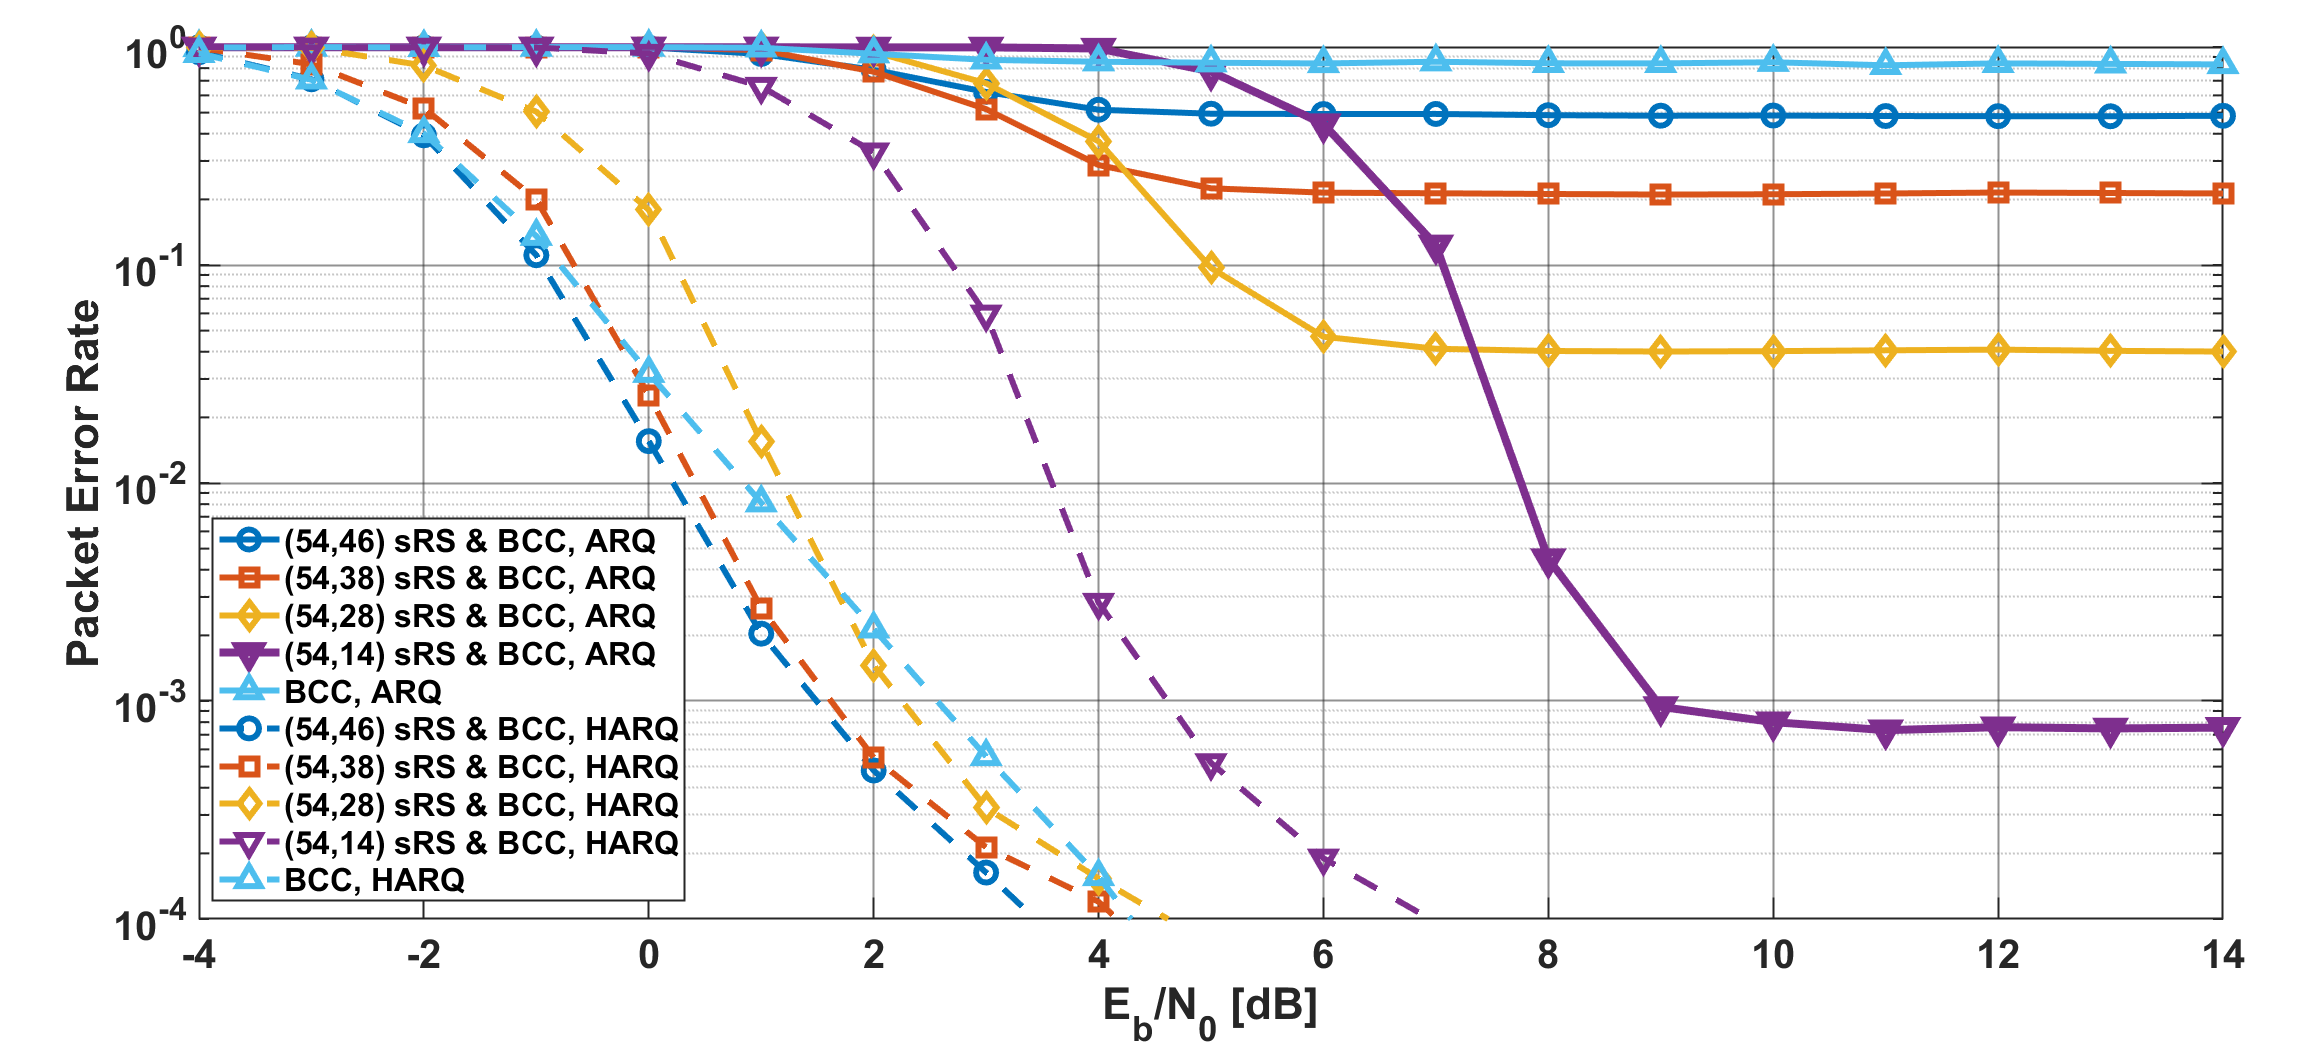 10^0
10^-1
10^-2
10^-3
10^-4
Packet Error Rate
(54,46) sRS & BCC, ARQ
(54,38) sRS & BCC, ARQ
(54,28) sRS & BCC, ARQ
(54,14) sRS & BCC, ARQ
BCC, ARQ
(54,46) sRS & BCC, HARQ
(54,38) sRS & BCC, HARQ
(54,28) sRS & BCC, HARQ
(54,14) sRS & BCC, HARQ
BCC, HARQ
-4 -2 0 2 4 6 8 10 12 14
E_b/N_0 [dB]